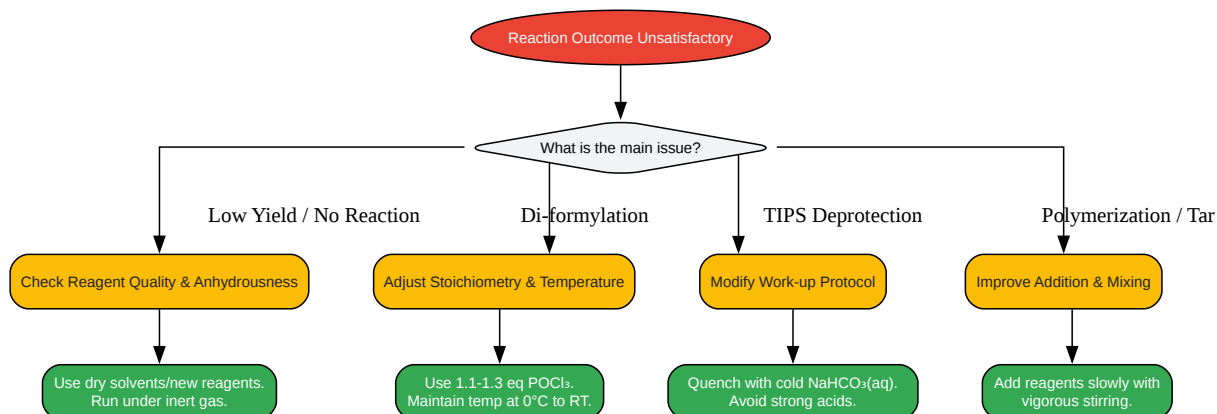 Reaction Outcome Unsatisfactory
What is the main issue?
Low Yield / No Reaction
Di-formylation
TIPS Deprotection
Polymerization / Tar
Check Reagent Quality & Anhydrousness
Adjust Stoichiometry & Temperature
Modify Work-up Protocol
Improve Addition & Mixing
Use dry solvents/new reagents.
Run under inert gas.
Use 1.1-1.3 eq POCl₃.
Maintain temp at 0°C to RT.
Quench with cold NaHCO₃(aq).
Avoid strong acids.
Add reagents slowly with
vigorous stirring.